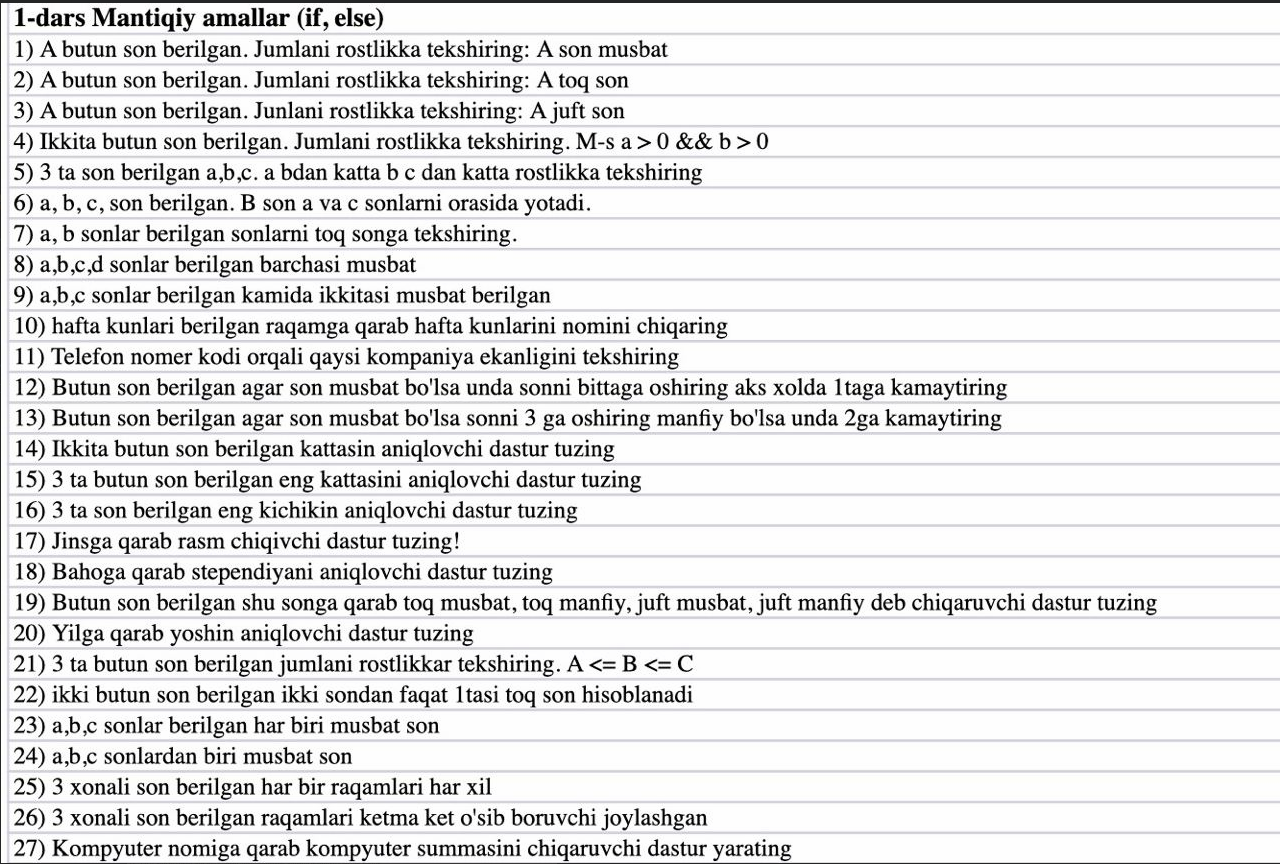 1-dars Mantiqiy amallar (if, else)
1) A butun son berilgan. Jumlani rostlikka tekshiring: A son musbat
2) A butun son berilgan. Jumlani rostlikka tekshiring: A toq son
3) A butun son berilgan. Junlani rostlikka tekshiring: A juft son
4) Ikkita butun son berilgan. Jumlani rostlikka tekshiring. M-s a > 0 && b > 0
5) 3 ta son berilgan a,b,c. a bdan katta b c dan katta rostlikka tekshiring
6) a, b, c, son berilgan. B son a va c sonlarni orasida yotadi.
7) a, b sonlar berilgan sonlarni toq songa tekshiring.
8) a,b,c,d sonlar berilgan barchasi musbat
9) a,b,c sonlar berilgan kamida ikkitasi musbat berilgan
10) hafta kunlari berilgan raqamga qarab hafta kunlarini nomini chiqaring
11) Telefon nomer kodi orqali qaysi kompaniya ekanligini tekshiring
12) Butun son berilgan agar son musbat bo'lsa unda sonni bittaga oshiring aks xolda 1taga kamaytiring
13) Butun son berilgan agar son musbat bo'lsa sonni 3 ga oshiring manfiy bo'lsa unda 2ga kamaytiring
14) Ikkita butun son berilgan kattasin aniqlovchi dastur tuzing
15) 3 ta butun son berilgan eng kattasini aniqlovchi dastur tuzing
16) 3 ta son berilgan eng kichikin aniqlovchi dastur tuzing
17) Jinsga qarab rasm chiqivchi dastur tuzing!
18) Bahoga qarab stependiyani aniqlovchi dastur tuzing
19) Butun son berilgan shu songa qarab toq musbat, toq manfiy, juft musbat, juft manfiy deb chiqaruvchi dastur tuzing
20) Yilga qarab yoshin aniqlovchi dastur tuzing
21) 3 ta butun son berilgan jumlani rostlikkar tekshiring. A <= B <= C
22) ikki butun son berilgan ikki sondan faqat 1tasi toq son hisoblanadi
23) a,b,c sonlar berilgan har biri musbat son
24) a,b,c sonlardan biri musbat son
25) 3 xonali son berilgan har bir raqamlari har xil
26) 3 xonali son berilgan raqamlari ketma ket o'sib boruvchi joylashgan
27) Kompyuter nomiga qarab kompyuter summasini chiqaruvchi dastur yarating